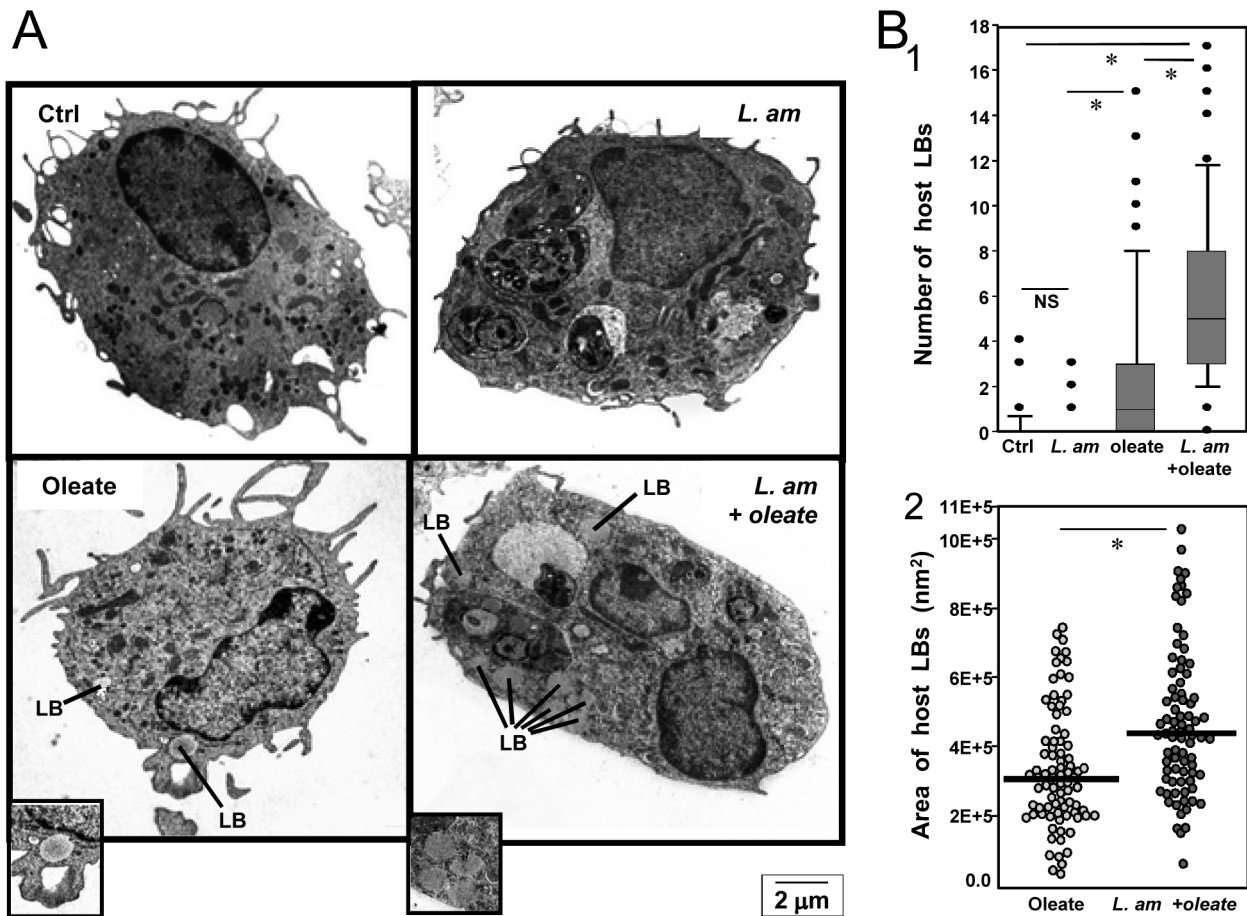 A
Ctrl
L. am
Oleate
LB
LB
L. am
+ oleate
LB
LB
LB
2 µm
B
1
Number of host LBs
18
16
14
12
10
8
6
4
2
0
*
*
*
NS
Ctrl
L. am
oleate
L. am
+oleate
2
Area of host LBs (nm²)
11E+5
10E+5
8E+5
6E+5
4E+5
2E+5
0.0
*
Oleate
L. am +oleate